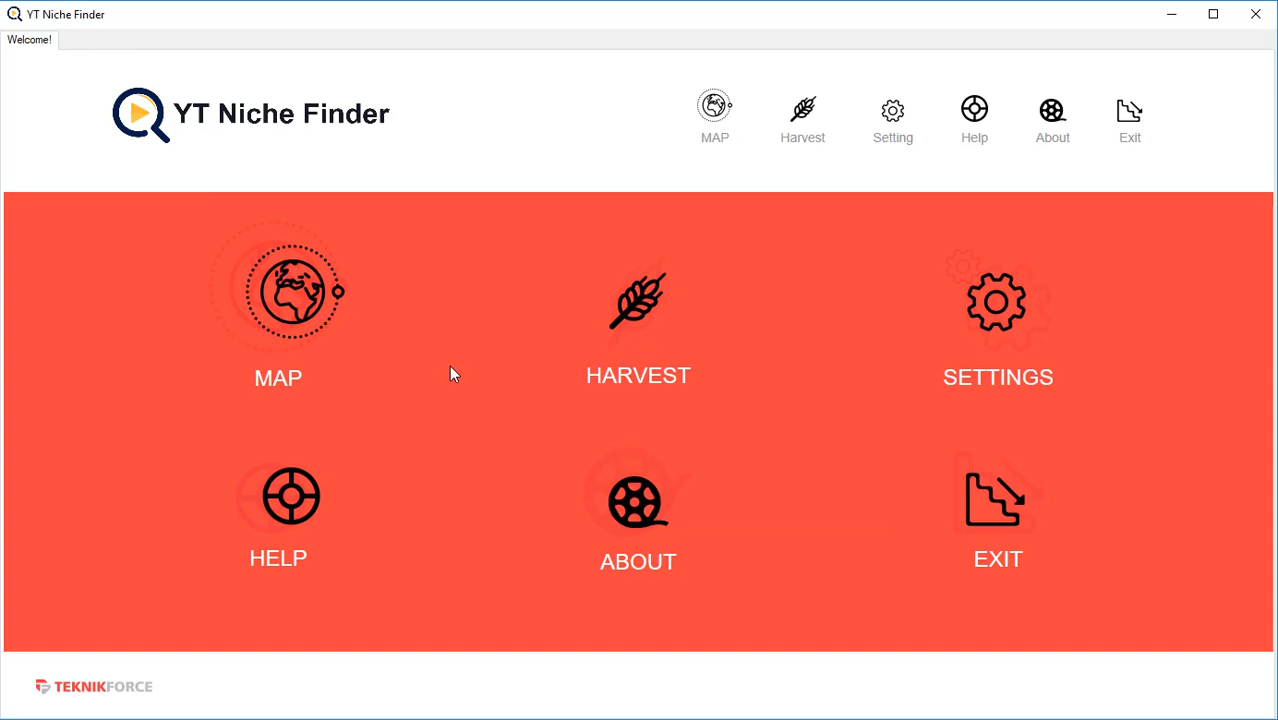 YT Niche Finder
Welcome!
YT Niche Finder
MAP Harvest Setting Help About Exit
MAP HARVEST SETTINGS
HELP ABOUT EXIT
TEKNIKFORCE